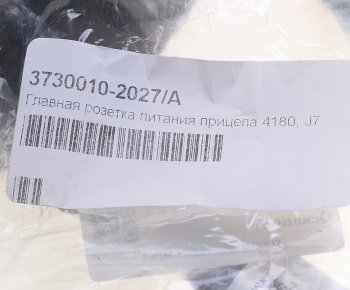 3730010-2027/A
Главная розетка питания прицепа 4180, J7